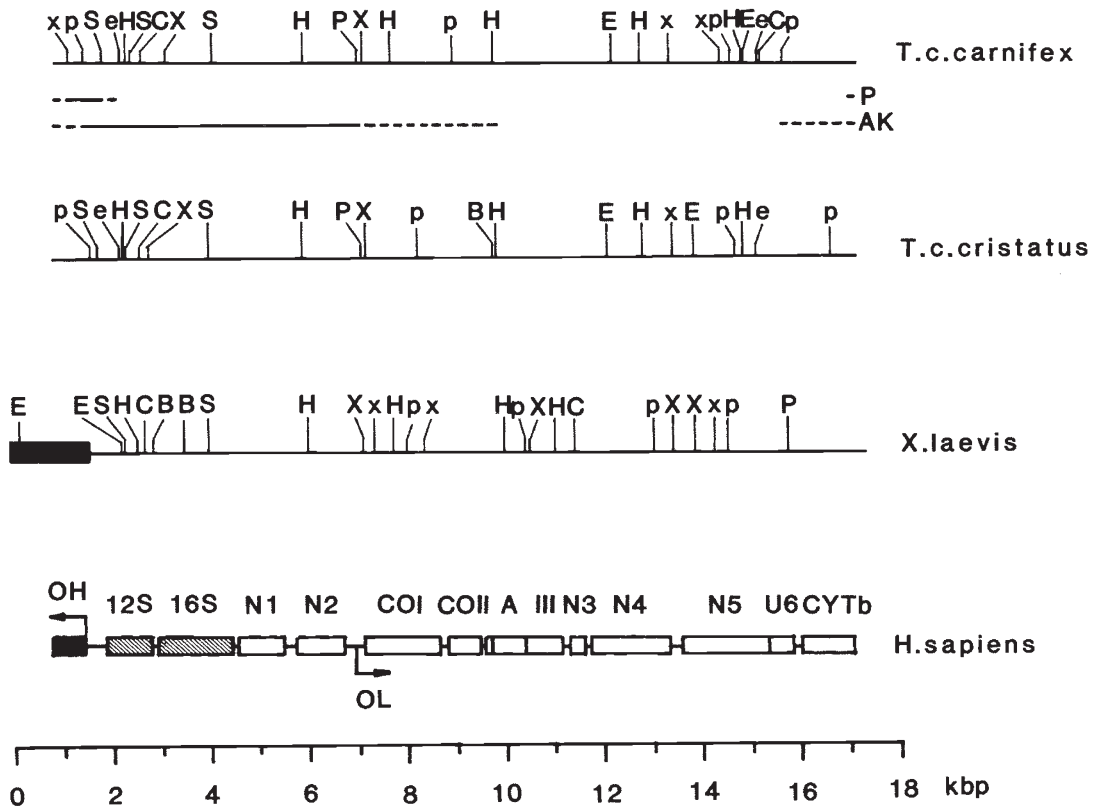 x p S e H S C X S H P X H p H E H x x p H E e C p T.c.carnifex
P
AK
p S e H S C X S H P X p B H E H x E p H e p T.c.cristatus
E E S H C B B S H X x H p x H p X H C p X X x p P X.laevis
OH 12S 16S N1 N2 COI COII A III N3 N4 N5 U6 CYTb
H.sapiens
OL
0 2 4 6 8 10 12 14 16 18 kbp